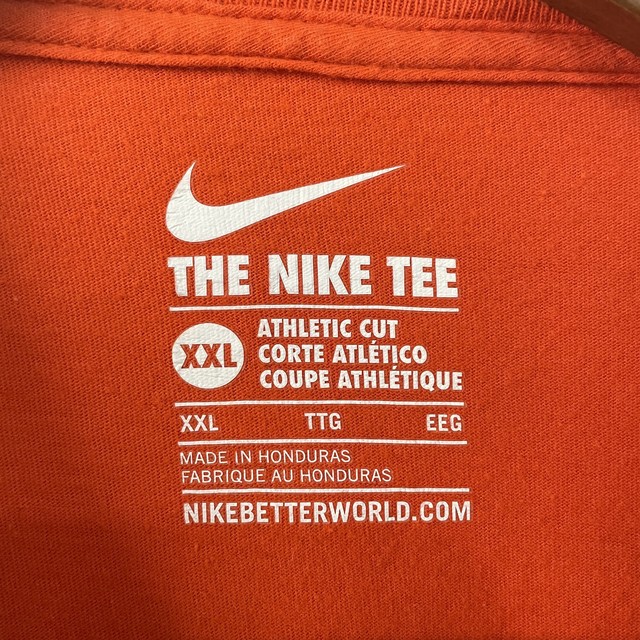 THE NIKE TEE
XXL
ATHLETIC CUT
CORTE ATLÉTICO
COUPE ATHLÉTIQUE
XXL TTG EEG
MADE IN HONDURAS
FABRIQUE AU HONDURAS
NIKEBETTERWORLD.COM